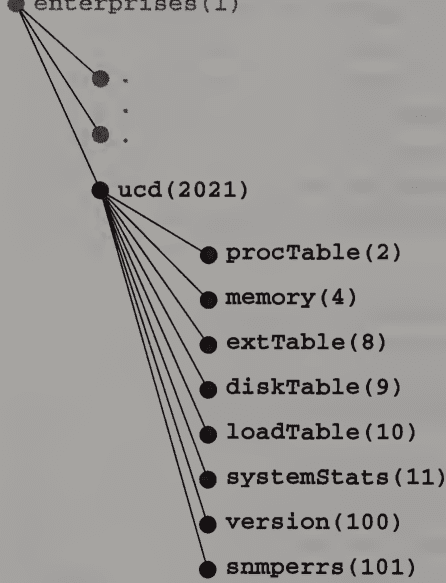 enterprises(1)
.
.
.
ucd(2021)
procTable(2)
memory(4)
extTable(8)
diskTable(9)
loadTable(10)
systemStats(11)
version(100)
snmperrs(101)